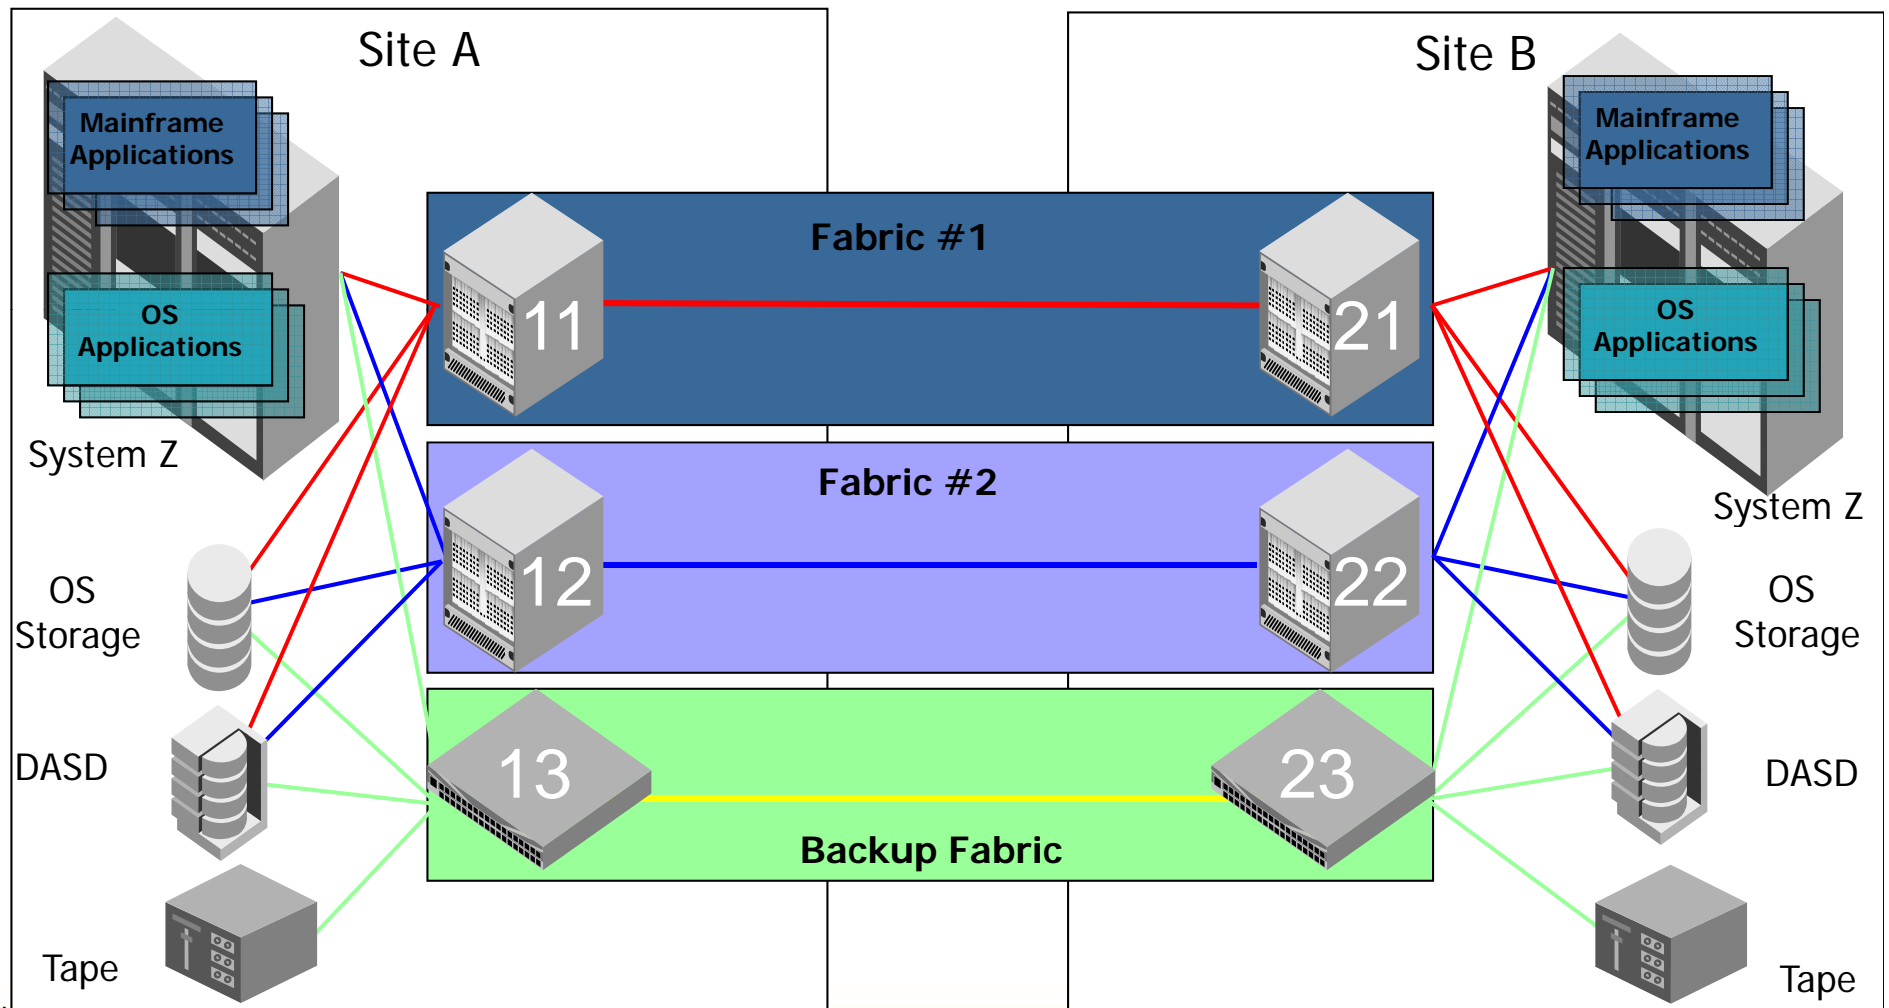 Site A
Site B
Mainframe
Applications
OS
Applications
System Z
Mainframe
Applications
OS
Applications
System Z
Fabric #1
11
21
Fabric #2
12
22
13
23
Backup Fabric
OS
Storage
DASD
Tape
OS
Storage
DASD
Tape